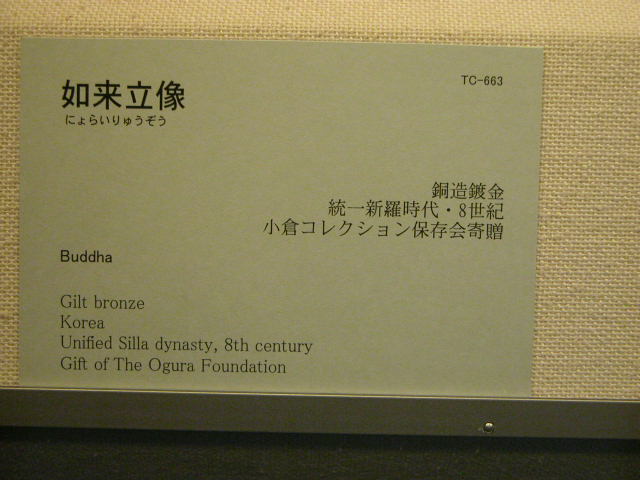 TC-663
如来立像
にょらいりゅうぞう
銅造鍍金
統一新羅時代・8世紀
小倉コレクション保存会寄贈
Buddha
Gilt bronze
Korea
Unified Silla dynasty, 8th century
Gift of The Ogura Foundation